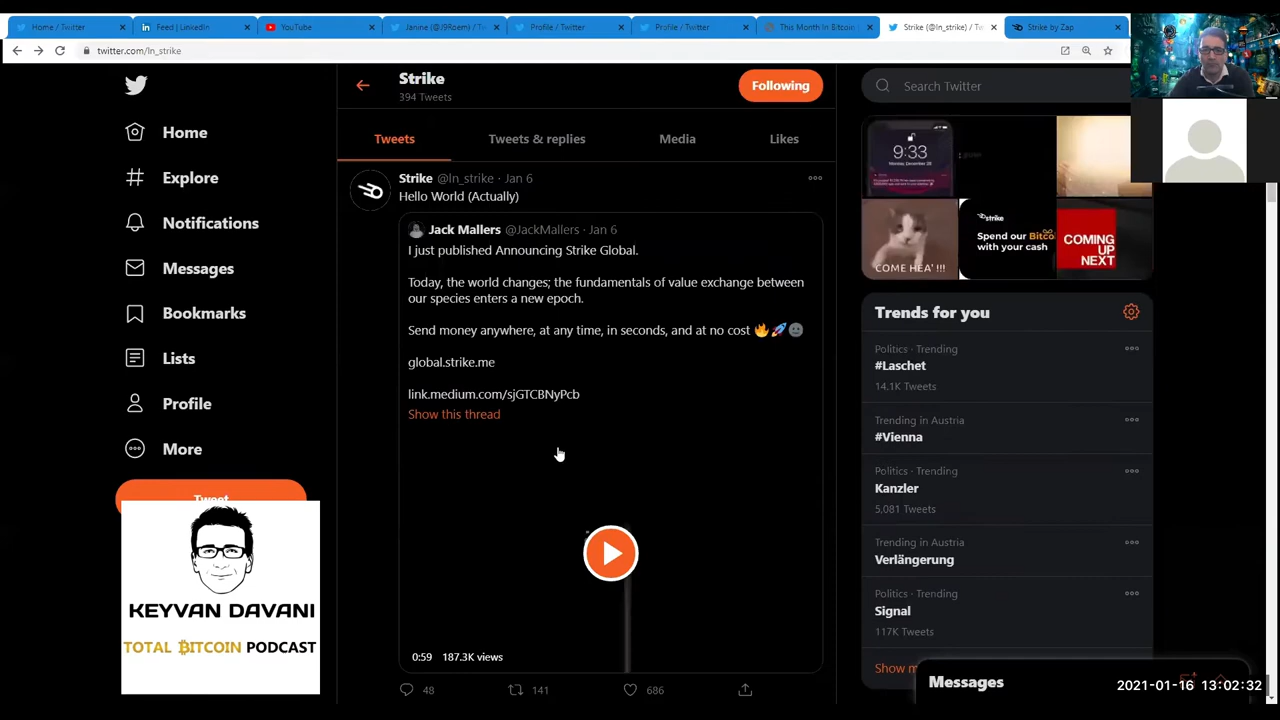 Home / Twitter
Feed | LinkedIn
YouTube
Janine (@J9Roem) / Twitter
Profile / Twitter
Profile / Twitter
This Month in Bitcoin
Strike (@ln_strike) / Twitter
Strike by Zap
twitter.com/ln_strike
Strike
394 Tweets
Following
Search Twitter
Home
Explore
Notifications
Messages
Bookmarks
Lists
Profile
More
Tweet
Tweets
Tweets & replies
Media
Likes
Strike @ln_strike · Jan 6
Hello World (Actually)
Jack Mallers @JackMallers · Jan 6
I just published Announcing Strike Global.
Today, the world changes; the fundamentals of value exchange between
our species enters a new epoch.
Send money anywhere, at any time, in seconds, and at no cost 🔥🚀🌚
global.strike.me
link.medium.com/sjGTCBNyPcb
Show this thread
0:59 187.3K views
48
141
686
9:33
Monday, December 28
COME HEA' !!!
strike
Spend our Bitco
with your cash
COMING
UP
NEXT
Trends for you
Politics · Trending
#Laschet
14.1K Tweets
Trending in Austria
#Vienna
Politics · Trending
Kanzler
5,081 Tweets
Trending in Austria
Verlängerung
Politics · Trending
Signal
117K Tweets
Show m
Messages
2021-01-16 13:02:32
KEYVAN DAVANI
TOTAL ₿ITCOIN PODCAST